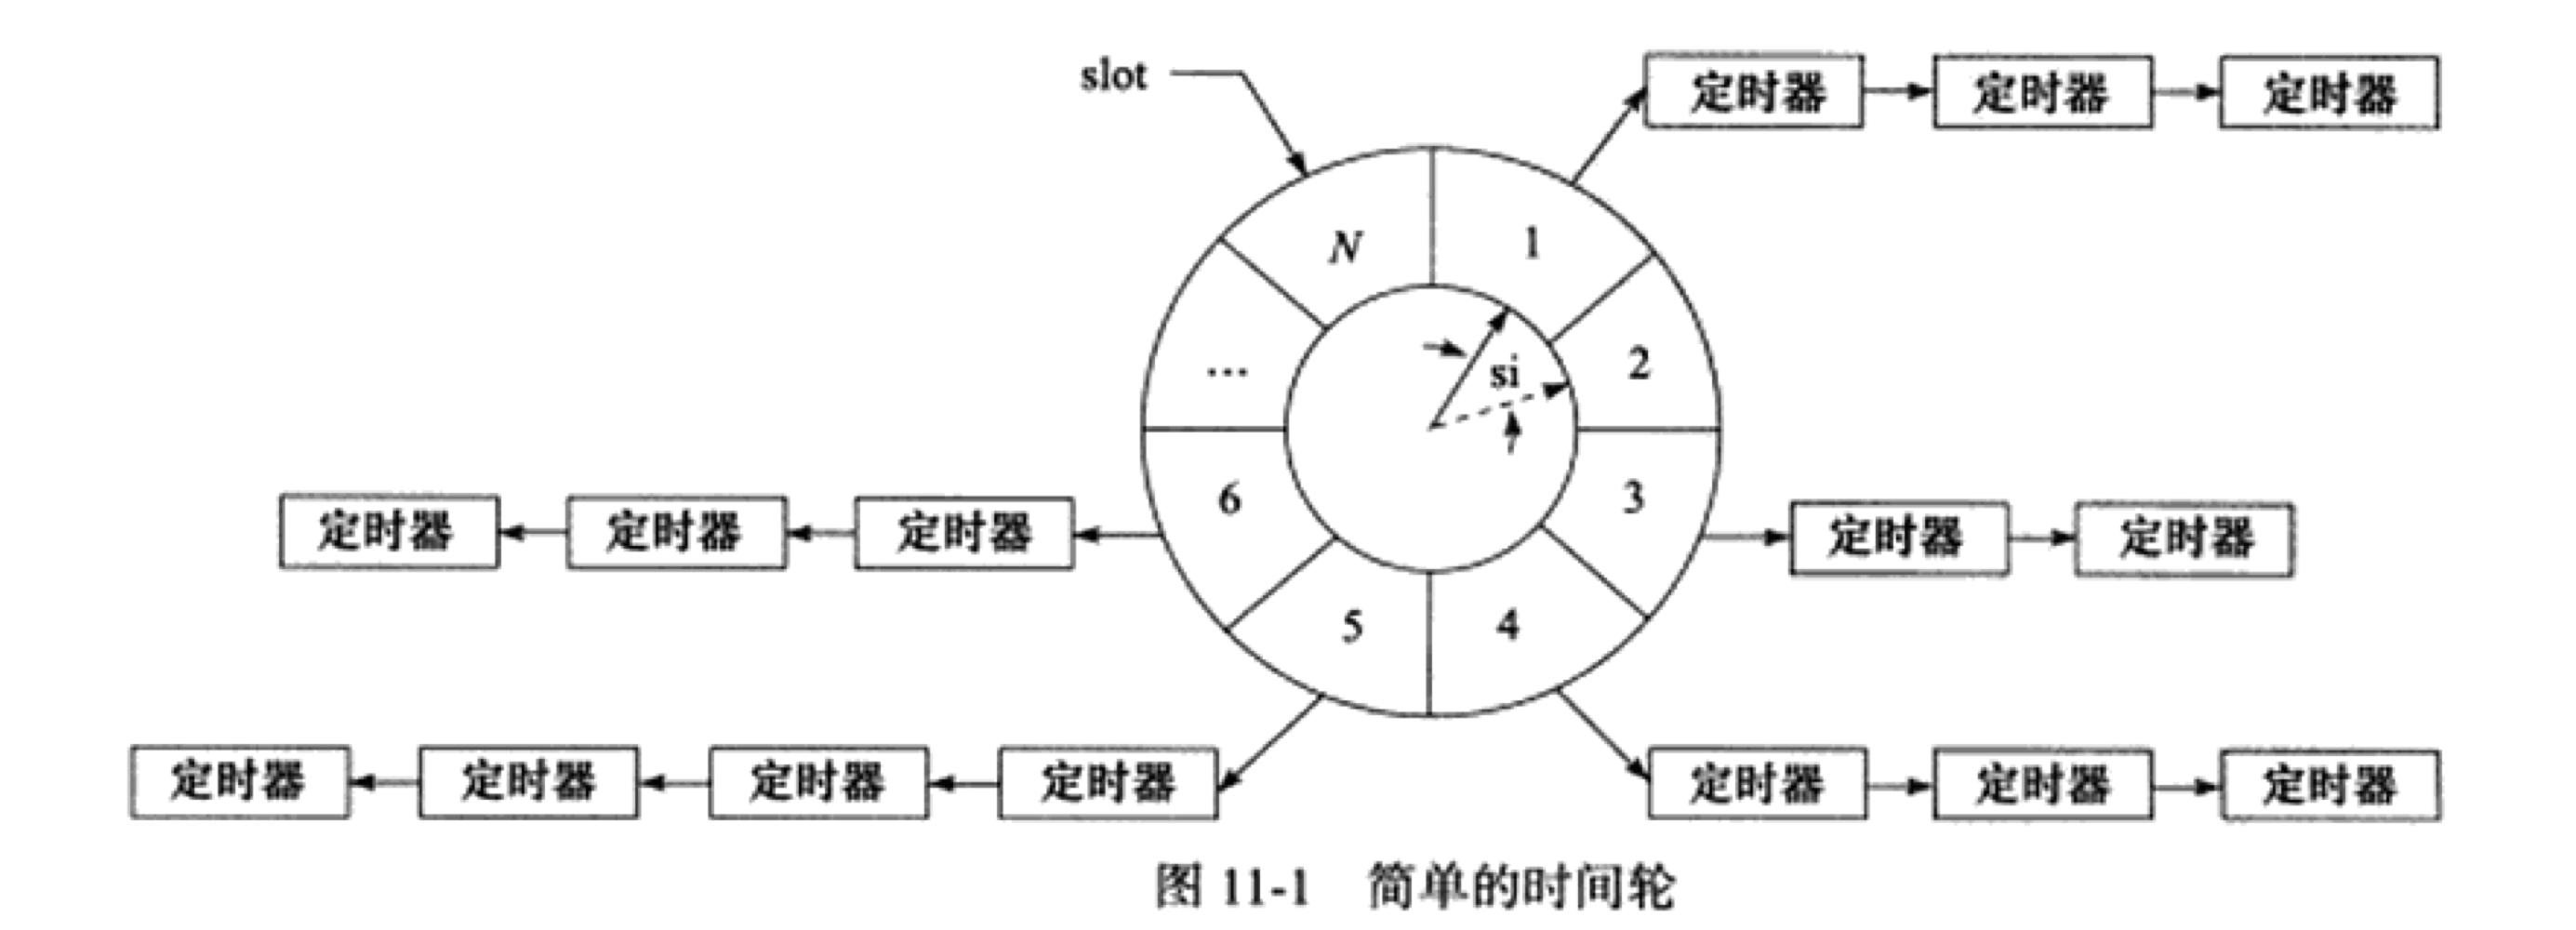 slot
定时器 定时器 定时器
N
1
2
si
...
3
6
定时器 定时器 定时器
定时器 定时器
5
4
定时器 定时器 定时器 定时器
定时器 定时器 定时器
图 11-1 简单的时间轮